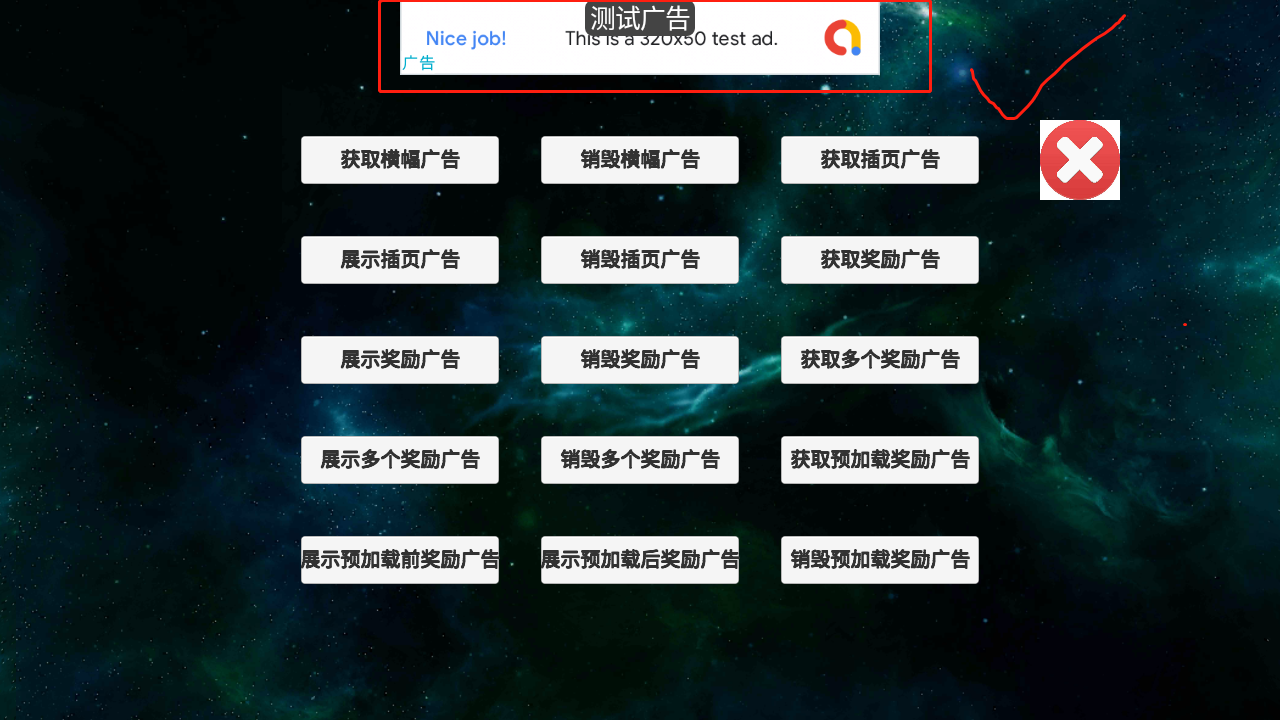 测试广告
Nice job!
This is a 320x50 test ad.
广告
获取横幅广告
销毁横幅广告
获取插页广告
展示插页广告
销毁插页广告
获取奖励广告
展示奖励广告
销毁奖励广告
获取多个奖励广告
展示多个奖励广告
销毁多个奖励广告
获取预加载奖励广告
展示预加载前奖励广告
展示预加载后奖励广告
销毁预加载奖励广告